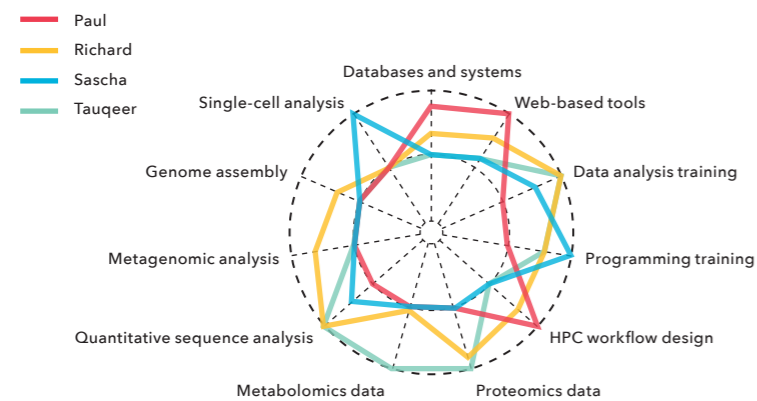 Paul
Richard
Sascha
Tauqeer
Databases and systems
Single-cell analysis
Web-based tools
Genome assembly
Data analysis training
Metagenomic analysis
Programming training
Quantitative sequence analysis
HPC workflow design
Metabolomics data
Proteomics data